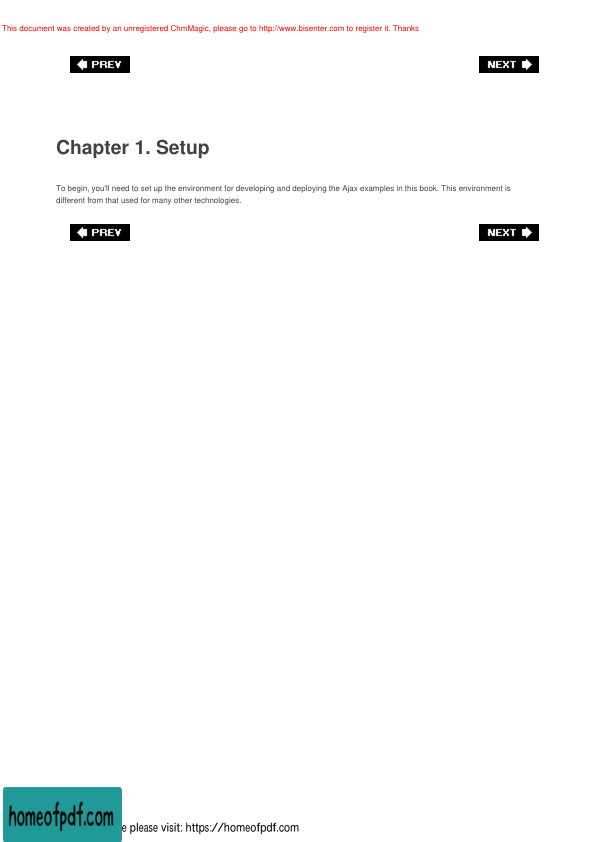 This document was created by an unregistered ChmMagic, please go to http://www.bisenter.com to register it. Thanks
PREV NEXT
Chapter 1. Setup
To begin, you'll need to set up the environment for developing and deploying the Ajax examples in this book. This environment is
different from that used for many other technologies.
PREV NEXT
homeofpdf.com
e please visit: https://homeofpdf.com